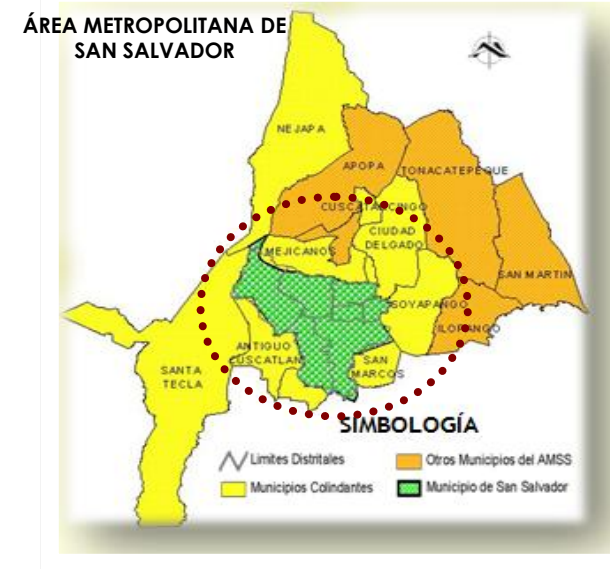 ÁREA METROPOLITANA DE
SAN SALVADOR
NEJAPA
APOPA
TONACATEPEQUE
CUSCATANCINGO
CIUDAD
DELGADO
MEJICANOS
SAN MARTIN
SOYAPANGO
ILOPANGO
ANTIGUO
CUSCATLAN
SAN
MARCOS
SANTA
TECLA
SIMBOLOGÍA
Limites Distritales
Otros Municipios del AMSS
Municipios Colindantes
Municipio de San Salvador